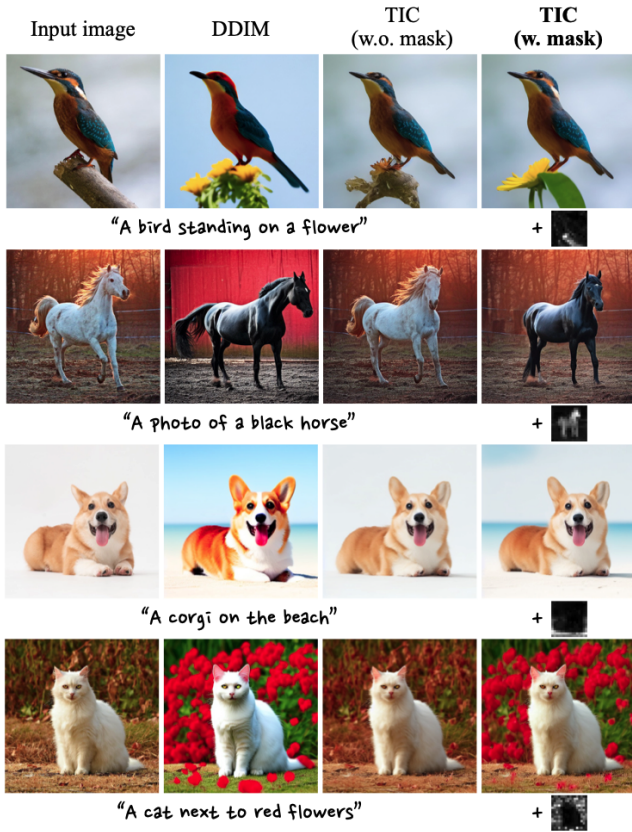 Input image
DDIM
TIC
(w.o. mask)
TIC
(w. mask)
“A bird standing on a flower”
+
“A photo of a black horse”
+
“A corgi on the beach”
+
“A cat next to red flowers”
+